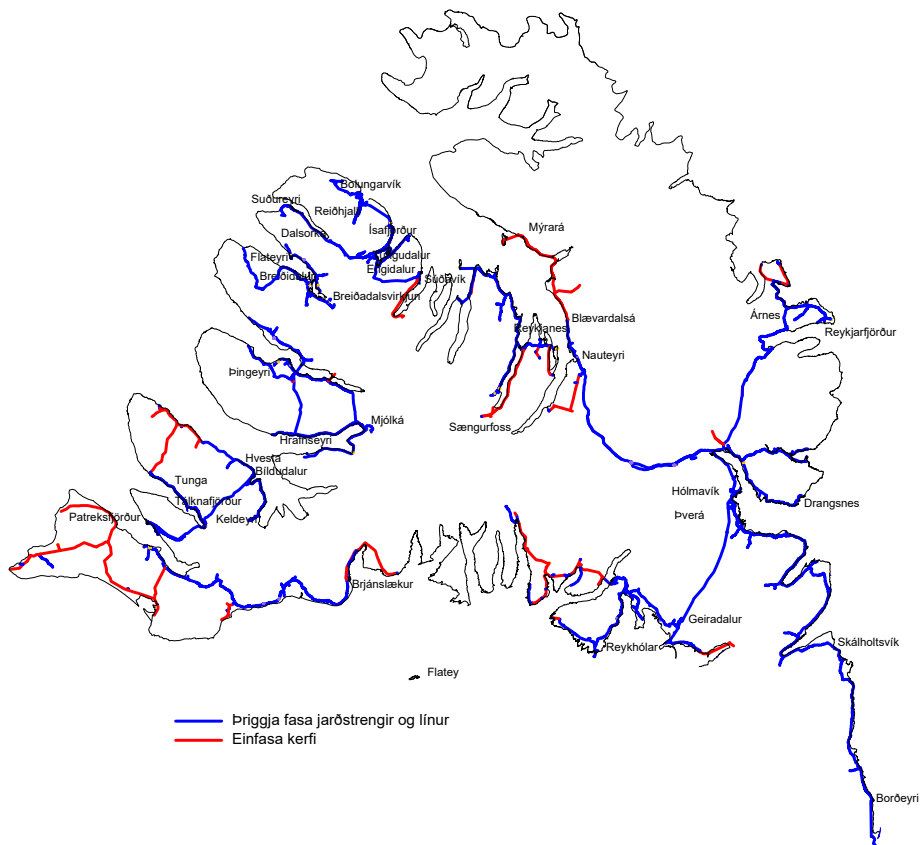 Bolungarvík
Suðureyri
Reiðhjalli
Mýrará
Dalsorka
Ísafjörður
Tungudalur
Flateyri
Engidalur
Breiðidalur
Súðavík
Breiðadalsvirkjun
Árnes
Blævardalsá
Reykjanes
Reykjarfjörður
Nauteyri
Þingeyri
Mjólká
Sængurfoss
Hrafnseyri
Hvesta
Bíldudalur
Tunga
Hólmavík
Tálknafjörður
Drangsnes
Þverá
Patreksfjörður
Keldeyri
Brjánslækur
Geiradalur
Reykhólar
Skálholtsvík
Flatey
Þriggja fasa jarðstrengir og línur
Einfasa kerfi
Borðeyri